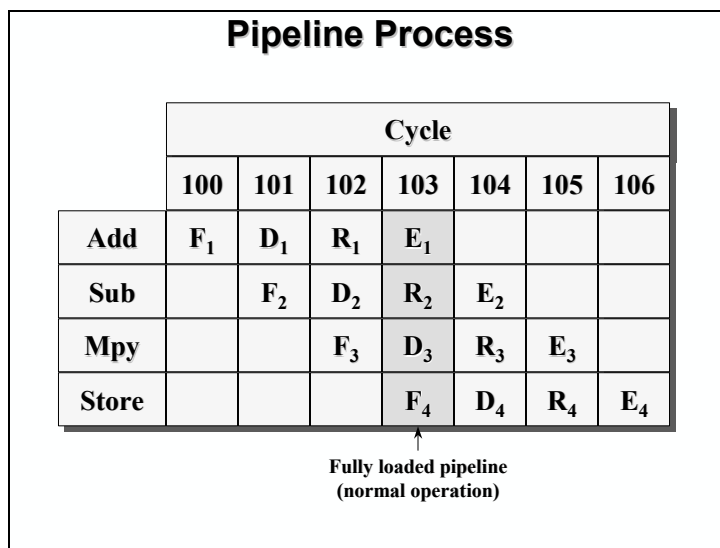 Pipeline Process
Cycle
100 101 102 103 104 105 106
Add F₁ D₁ R₁ E₁
Sub F₂ D₂ R₂ E₂
Mpy F₃ D₃ R₃ E₃
Store F₄ D₄ R₄ E₄
Fully loaded pipeline
(normal operation)